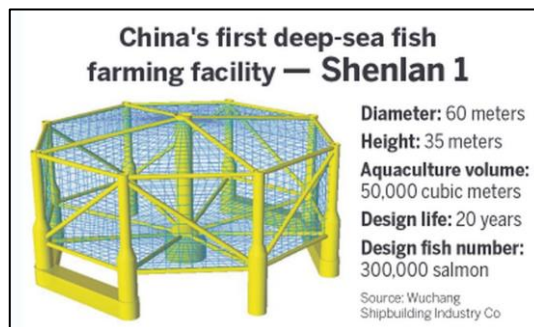 China's first deep-sea fish
farming facility — Shenlan 1
Diameter: 60 meters
Height: 35 meters
Aquaculture volume:
50,000 cubic meters
Design life: 20 years
Design fish number:
300,000 salmon
Source: Wuchang
Shipbuilding Industry Co